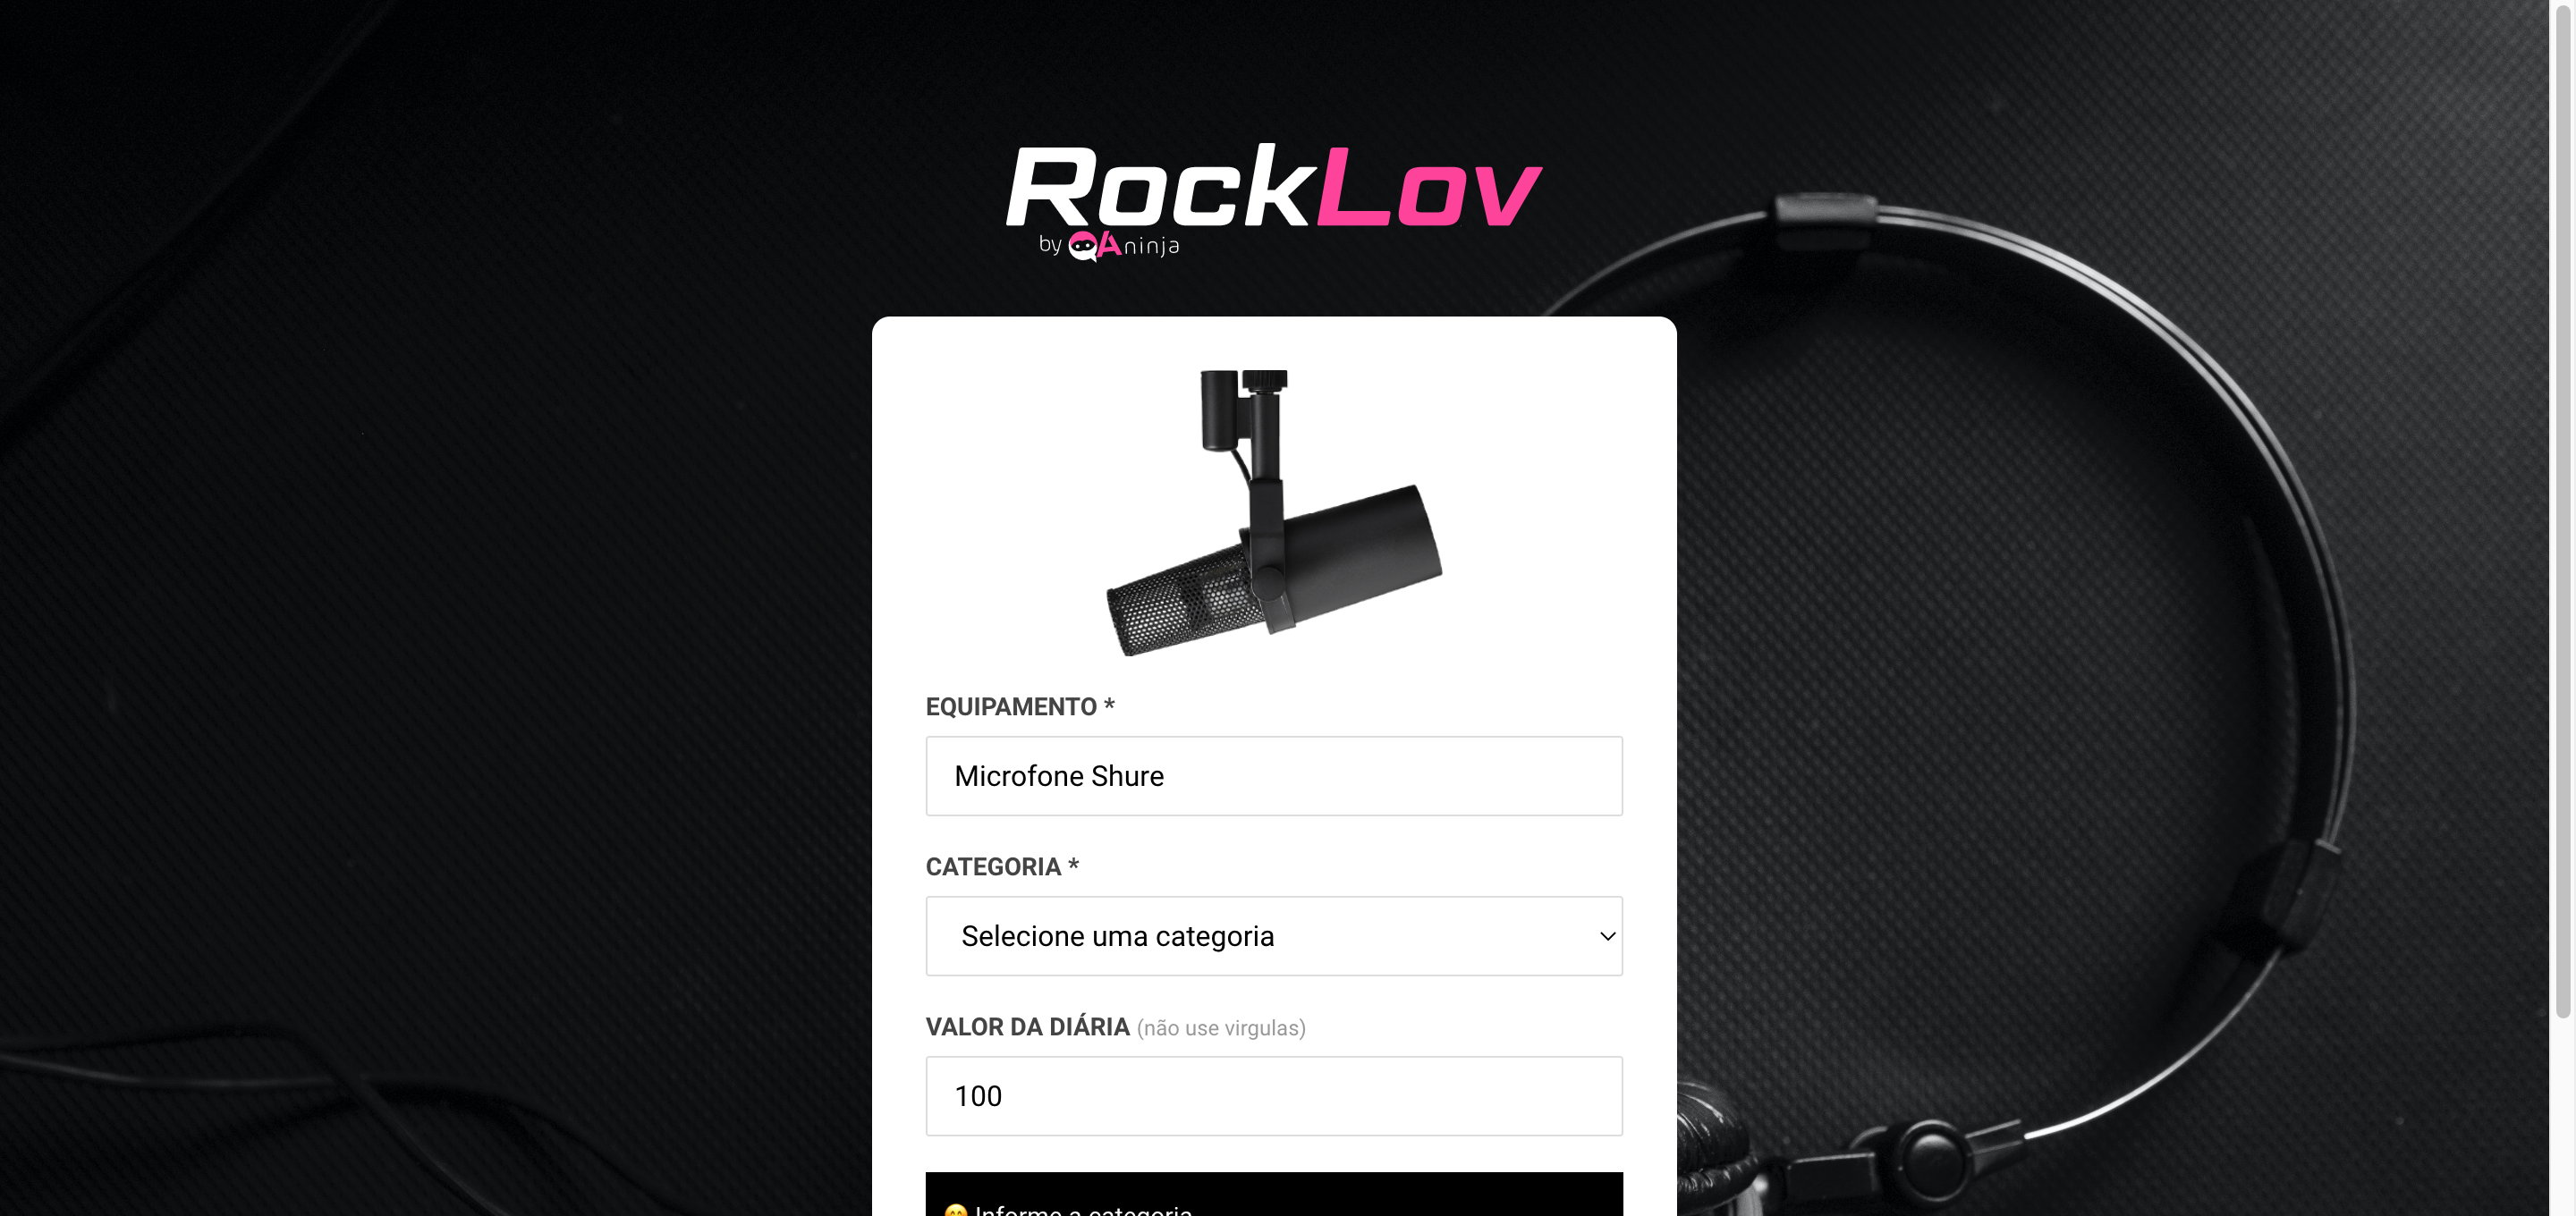 RockLov
by QAninja
EQUIPAMENTO *
Microfone Shure
CATEGORIA *
Selecione uma categoria
VALOR DA DIÁRIA (não use virgulas)
100
😁 Informe a categoria